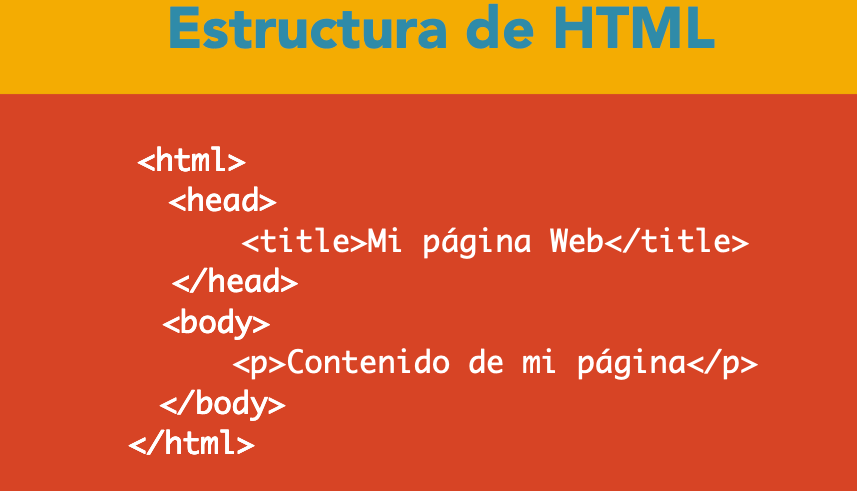 Estructura de HTML
<html>
<head>
<title>Mi página Web</title>
</head>
<body>
<p>Contenido de mi página</p>
</body>
</html>